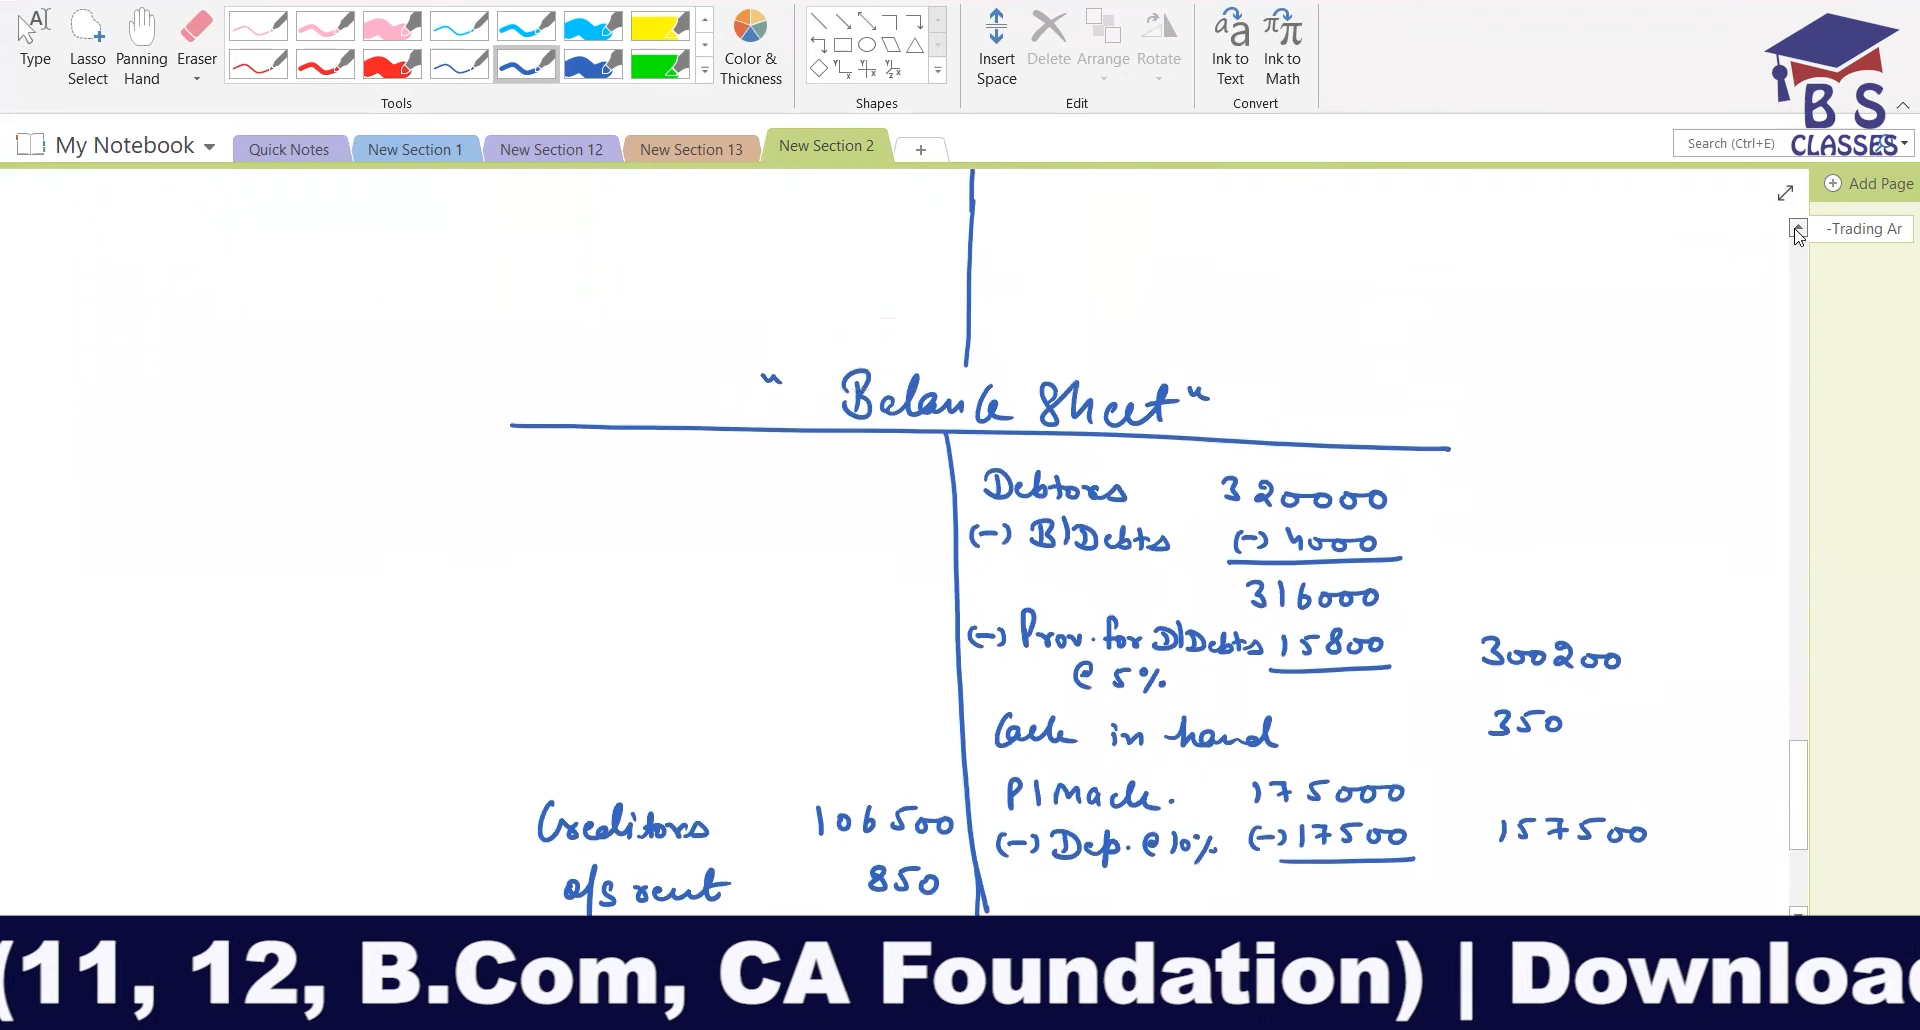 Type
Lasso Select
Panning Hand
Eraser
Color & Thickness
Insert Space
Delete
Arrange
Rotate
Ink to Text
Ink to Math
Tools
Shapes
Edit
Convert
B S
CLASSES
My Notebook
Quick Notes
New Section 1
New Section 12
New Section 13
New Section 2
Search (Ctrl+E)
Add Page
-Trading Ar
" Balance Sheet "
Debtors 320000
(-) B/Debts (-) 4000
316000
(-) Prov. for D/Debts 15800 300200
@ 5%
Cash in hand 350
P/Mach. 175000
(-) Dep. @ 10% (-) 17500 157500
Creditors 106500
o/s rent 850
(11, 12, B.Com, CA Foundation) | Downloa